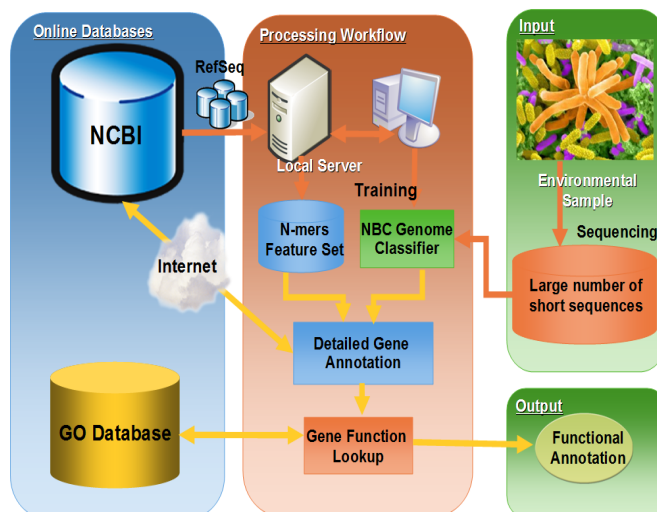 Online Databases
NCBI
RefSeq
Internet
GO Database
Processing Workflow
Local Server
Training
N-mers
Feature Set
NBC Genome
Classifier
Detailed Gene
Annotation
Gene Function
Lookup
Input
Environmental
Sample
Sequencing
Large number of
short sequences
Output
Functional
Annotation